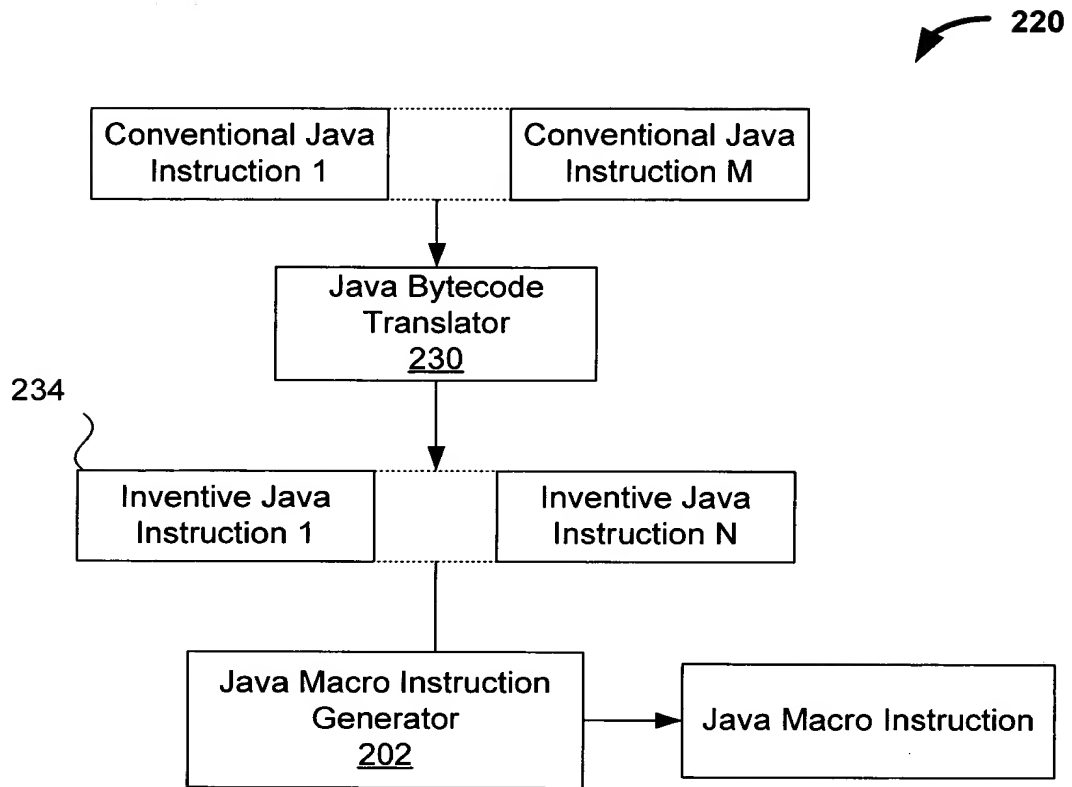 220
Conventional Java
Instruction 1
Conventional Java
Instruction M
Java Bytecode
Translator
230
234
Inventive Java
Instruction 1
Inventive Java
Instruction N
Java Macro Instruction
Generator
202
Java Macro Instruction